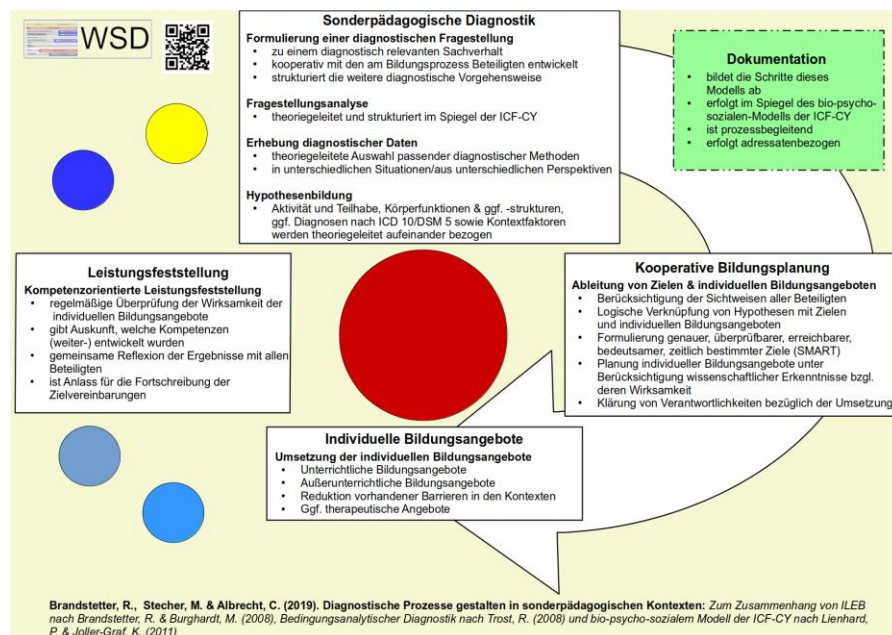 WSD
Sonderpädagogische Diagnostik
Formulierung einer diagnostischen Fragestellung
• zu einem diagnostisch relevanten Sachverhalt
• kooperativ mit den am Bildungsprozess Beteiligten entwickelt
• strukturiert die weitere diagnostische Vorgehensweise
Fragestellungsanalyse
• theoriegeleitet und strukturiert im Spiegel der ICF-CY
Erhebung diagnostischer Daten
• theoriegeleitete Auswahl passender diagnostischer Methoden
• in unterschiedlichen Situationen/aus unterschiedlichen Perspektiven
Hypothesenbildung
• Aktivität und Teilhabe, Körperfunktionen & ggf. -strukturen,
ggf. Diagnosen nach ICD 10/DSM 5 sowie Kontextfaktoren
werden theoriegeleitet aufeinander bezogen
Dokumentation
• bildet die Schritte dieses
Modells ab
• erfolgt im Spiegel des bio-psycho-
sozialen-Modells der ICF-CY
• ist prozessbegleitend
• erfolgt adressatenbezogen
Leistungsfeststellung
Kompetenzorientierte Leistungsfeststellung
• regelmäßige Überprüfung der Wirksamkeit der
individuellen Bildungsangebote
• gibt Auskunft, welche Kompetenzen
(weiter-) entwickelt wurden
• gemeinsame Reflexion der Ergebnisse mit allen
Beteiligten
• ist Anlass für die Fortschreibung der
Zielvereinbarungen
Kooperative Bildungsplanung
Ableitung von Zielen & individuellen Bildungsangeboten
• Berücksichtigung der Sichtweisen aller Beteiligten
• Logische Verknüpfung von Hypothesen mit Zielen
und individuellen Bildungsangeboten
• Formulierung genauer, überprüfbarer, erreichbarer,
bedeutsamer, zeitlich bestimmter Ziele (SMART)
• Planung individueller Bildungsangebote unter
Berücksichtigung wissenschaftlicher Erkenntnisse bzgl.
deren Wirksamkeit
• Klärung von Verantwortlichkeiten bezüglich der Umsetzung
Individuelle Bildungsangebote
Umsetzung der individuellen Bildungsangebote
• Unterrichtliche Bildungsangebote
• Außerunterrichtliche Bildungsangebote
• Reduktion vorhandener Barrieren in den Kontexten
• Ggf. therapeutische Angebote
Brandstetter, R., Stecher, M. & Albrecht, C. (2019). Diagnostische Prozesse gestalten in sonderpädagogischen Kontexten: Zum Zusammenhang von ILEB
nach Brandstetter, R. & Burghardt, M. (2008), Bedingungsanalytischer Diagnostik nach Trost, R. (2008) und bio-psycho-sozialem Modell der ICF-CY nach Lienhard,
P. & Joller-Graf, K. (2011)